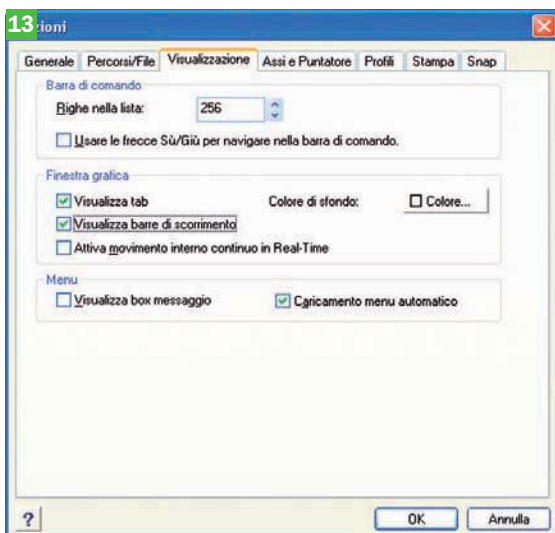 13
zioni
Generale Percorsi/File Visualizzazione Assi e Puntatore Profili Stampa Snap
Barra di comando
Righe nella lista: 256
Usare le frecce Sù/Giù per navigare nella barra di comando.
Finestra grafica
Visualizza tab Colore di sfondo: Colore...
Visualizza barre di scorrimento
Attiva movimento interno continuo in Real-Time
Menu
Visualizza box messaggio Caricamento menu automatico
? OK Annulla